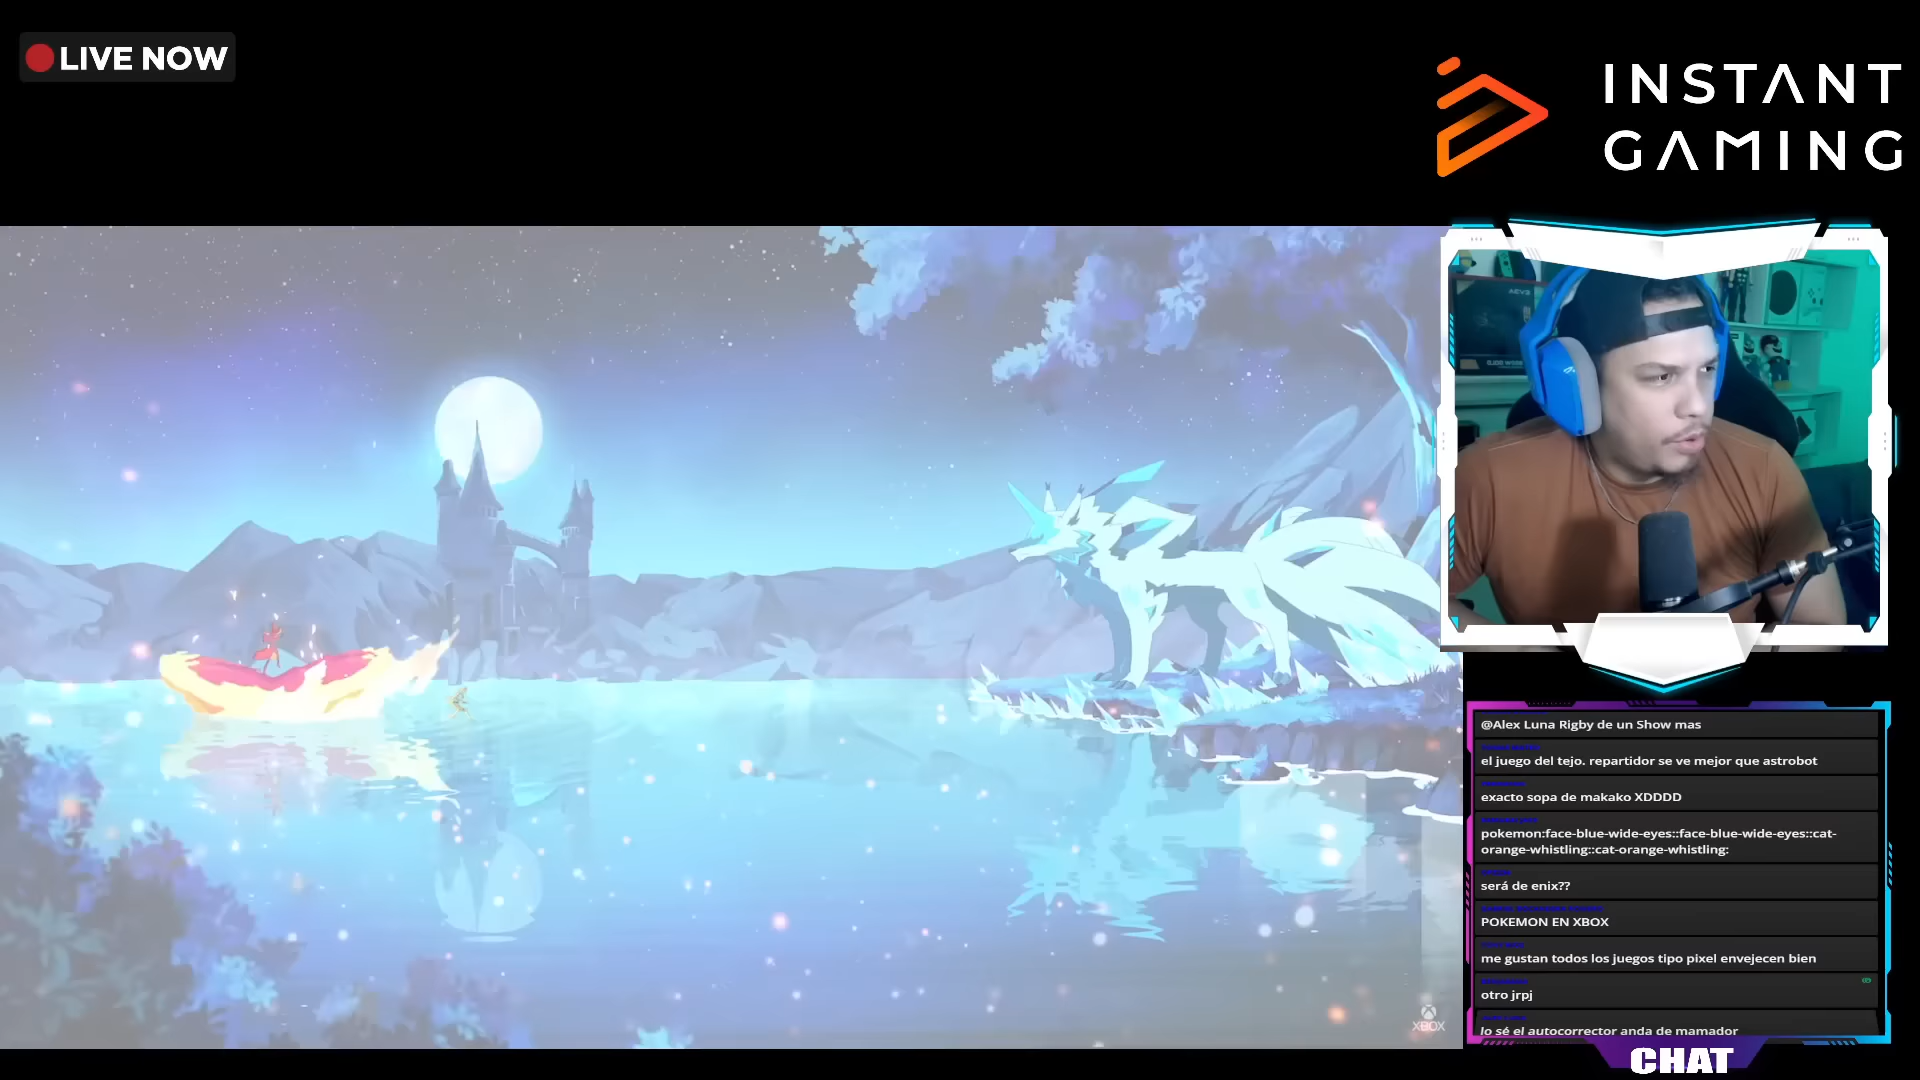 LIVE NOW
INSTANT
GAMING
@Alex Luna Rigby de un Show mas
el juego del tejo. repartidor se ve mejor que astrobot
exacto sopa de makako XDDDD
pokemon:face-blue-wide-eyes::face-blue-wide-eyes::cat-
orange-whistling::cat-orange-whistling:
será de enix??
POKEMON EN XBOX
me gustan todos los juegos tipo pixel envejecen bien
otro jrpj
lo sé el autocorrector anda de mamador
XBOX
CHAT